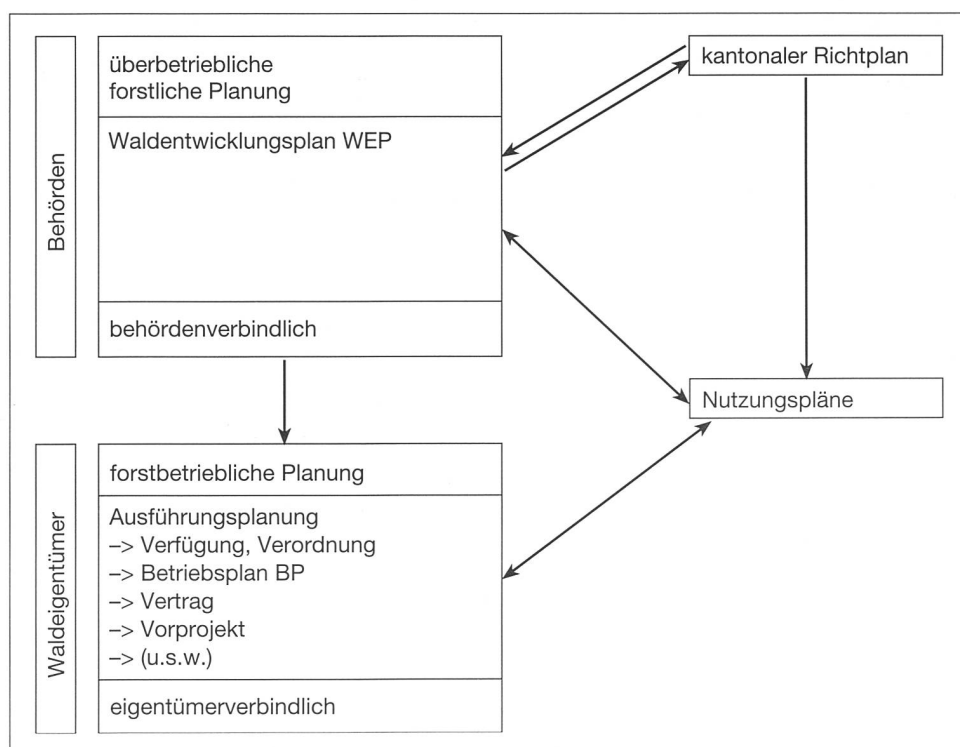 Behörden
überbetriebliche
forstliche Planung
Waldentwicklungsplan WEP
behördenverbindlich
kantonaler Richtplan
Nutzungspläne
Waldeigentümer
forstbetriebliche Planung
Ausführungsplanung
–> Verfügung, Verordnung
–> Betriebsplan BP
–> Vertrag
–> Vorprojekt
–> (u.s.w.)
eigentümerverbindlich